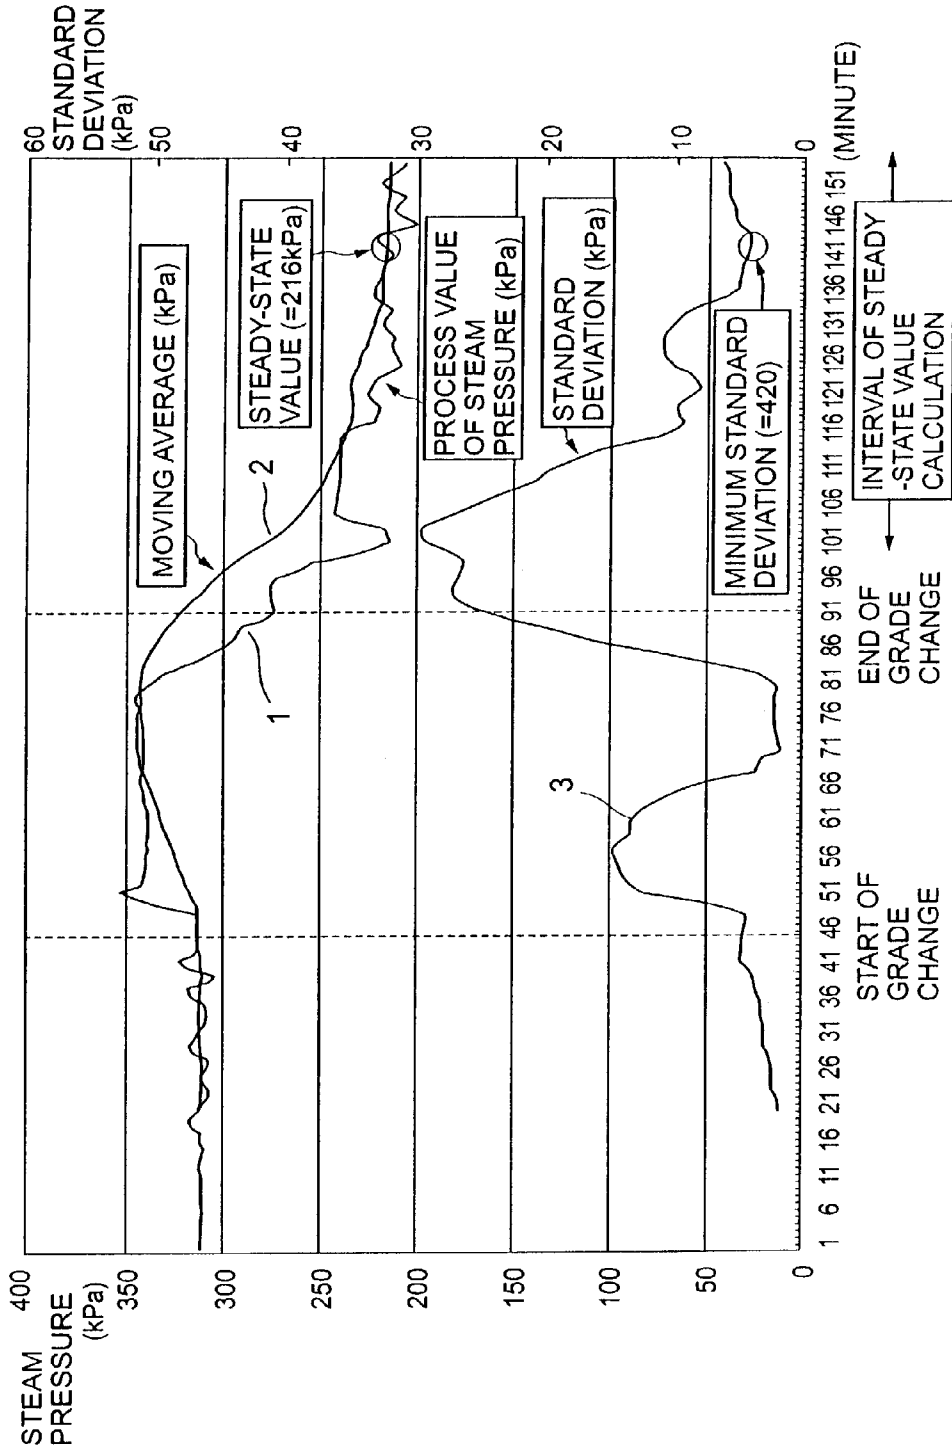 STEAM
PRESSURE
(kPa)
400
350
300
250
200
150
100
50
0
60
STANDARD
DEVIATION
(kPa)
50
40
30
20
10
0
MOVING AVERAGE (kPa)
2
STEADY-STATE
VALUE (=216kPa)
PROCESS VALUE
OF STEAM
PRESSURE (kPa)
1
STANDARD
DEVIATION (kPa)
3
MINIMUM STANDARD
DEVIATION (=420)
1 6 11 16 21 26 31 36 41 46 51 56 61 66 71 76 81 86 91 96 101 106 111 116 121 126 131 136 141 146 151 (MINUTE)
START OF
GRADE
CHANGE
END OF
GRADE
CHANGE
INTERVAL OF STEADY
-STATE VALUE
CALCULATION